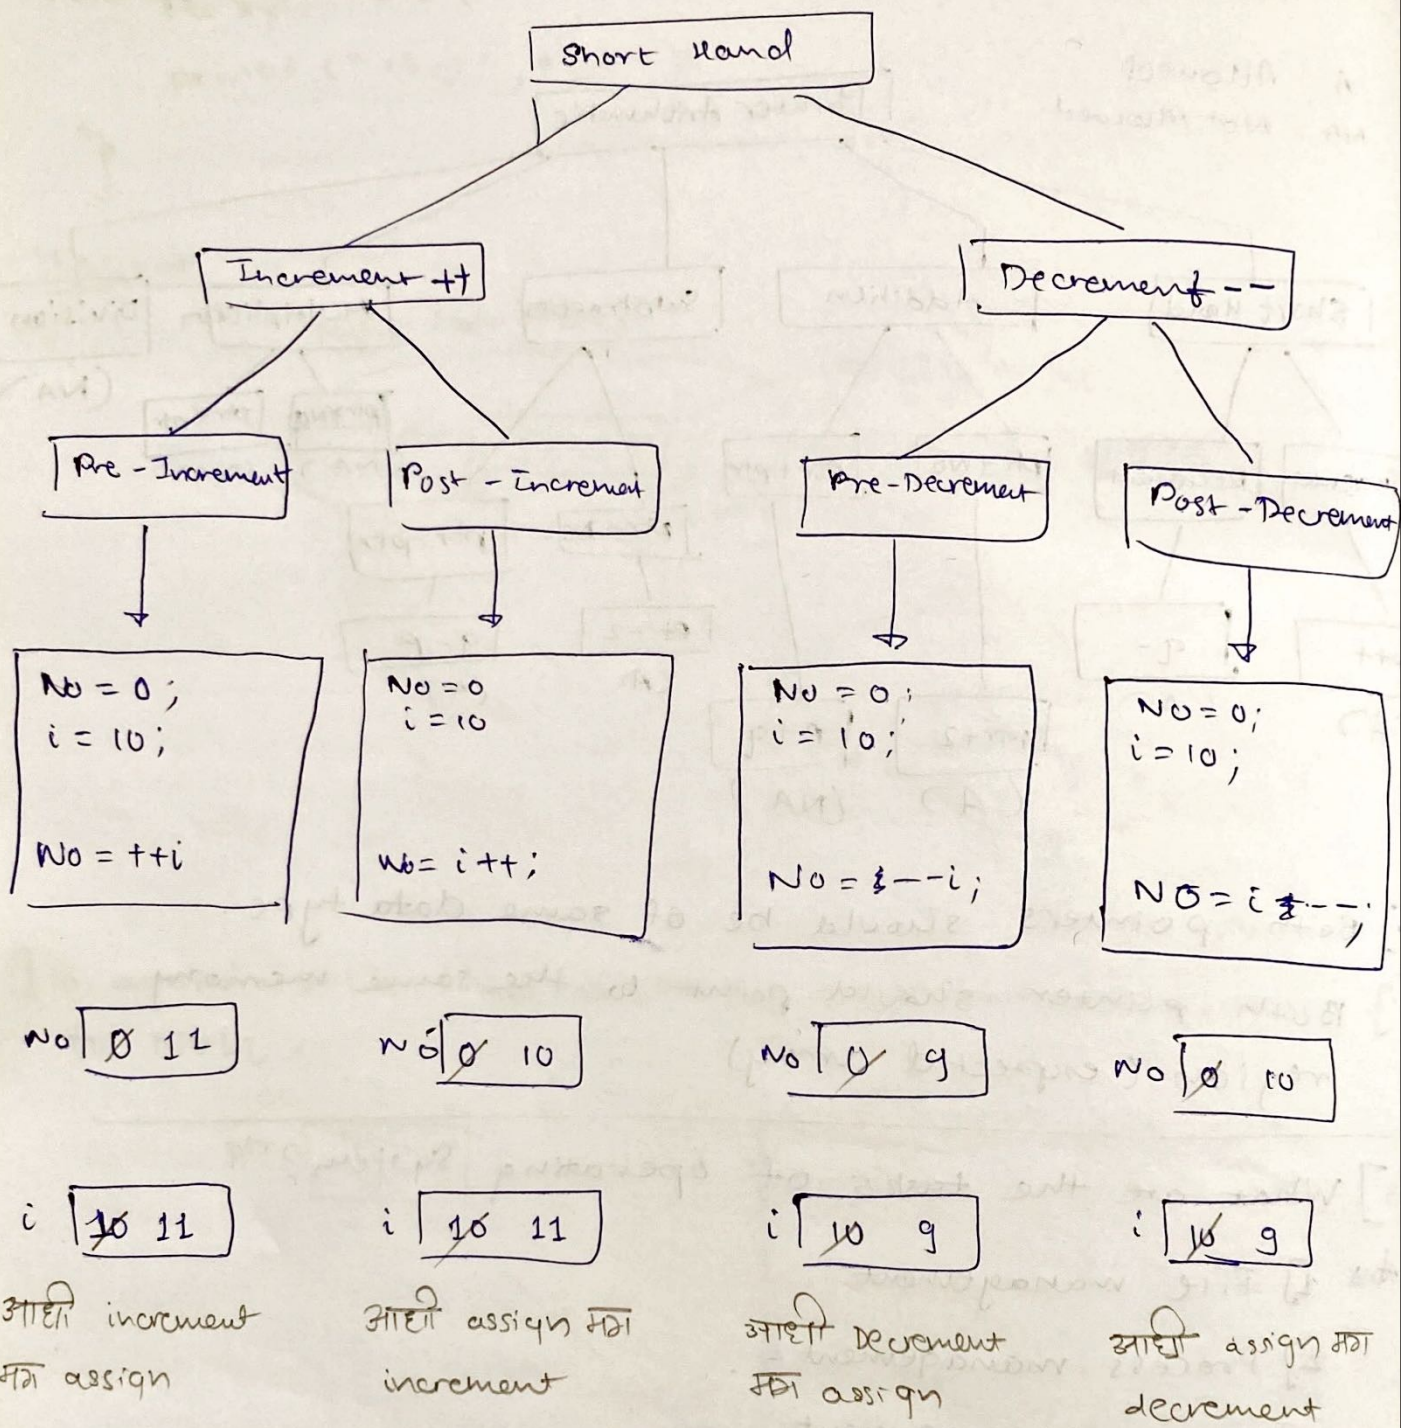 Short Hand
Increment ++
Decrement --
Pre - Increment
Post - Increment
Pre - Decrement
Post - Decrement
No = 0 ;
i = 10 ;
No = ++i
No = 0
i = 10
No = i ++ ;
No = 0 ;
i = 10 ;
No = --i ;
No = 0 ;
i = 10 ;
No = i -- ;
No 0 11
No 0 10
No 0 9
No 0 10
i 10 11
i 10 11
i 10 9
i 10 9
आधी increment
मग assign
आधी assign मग
increment
आधी Decrement
मग assign
आधी assign मग
decrement